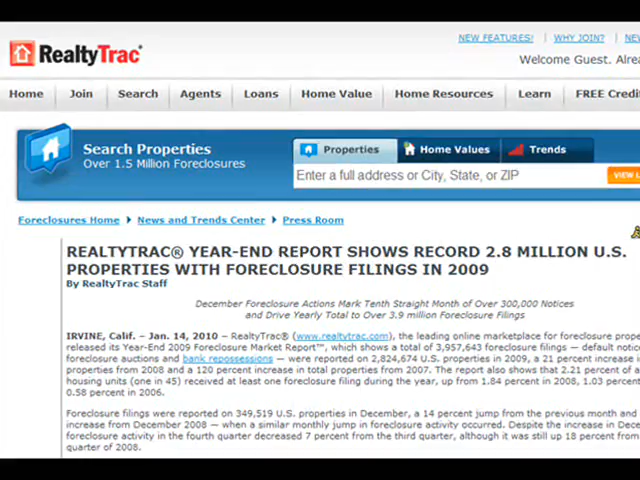 NEW FEATURES! | WHY JOIN? |
RealtyTrac®
Welcome Guest.
Home Join Search Agents Loans Home Value Home Resources Learn FREE
Search Properties
Over 1.5 Million Foreclosures
Properties Home Values Trends
Enter a full address or City, State, or ZIP
VIEW
Foreclosures Home News and Trends Center Press Room
REALTYTRAC® YEAR-END REPORT SHOWS RECORD 2.8 MILLION U.S.
PROPERTIES WITH FORECLOSURE FILINGS IN 2009
By RealtyTrac Staff
December Foreclosure Actions Mark Tenth Straight Month of Over 300,000 Notices
and Drive Yearly Total to Over 3.9 million Foreclosure Filings
IRVINE, Calif. – Jan. 14, 2010 – RealtyTrac® (www.realtytrac.com), the leading online marketplace for foreclosure
released its Year-End 2009 Foreclosure Market Report™, which shows a total of 3,957,643 foreclosure filings — default
foreclosure auctions and bank repossessions — were reported on 2,824,674 U.S. properties in 2009, a 21 percent increase in
properties from 2008 and a 120 percent increase in total properties from 2007. The report also shows that 2.21 percent of
housing units (one in 45) received at least one foreclosure filing during the year, up from 1.84 percent in 2008, 1.03 percent
0.58 percent in 2006.
Foreclosure filings were reported on 349,519 U.S. properties in December, a 14 percent jump from the previous month and
increase from December 2008 — when a similar monthly jump in foreclosure activity occurred. Despite the increase in
foreclosure activity in the fourth quarter decreased 7 percent from the third quarter, although it was still up 18 percent from
quarter of 2008.